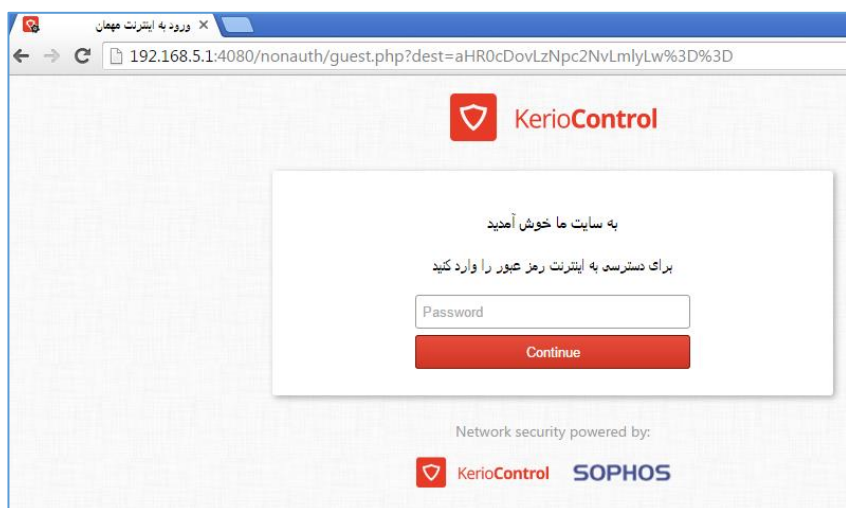 ورود به اینترنت مهمان
192.168.5.1:4080/nonauth/guest.php?dest=aHR0cDovLzNpc2NvLmlyLw%3D%3D
KerioControl
به سایت ما خوش آمدید
برای دسترسی به اینترنت رمز عبور را وارد کنید
Password
Continue
Network security powered by:
KerioControl SOPHOS